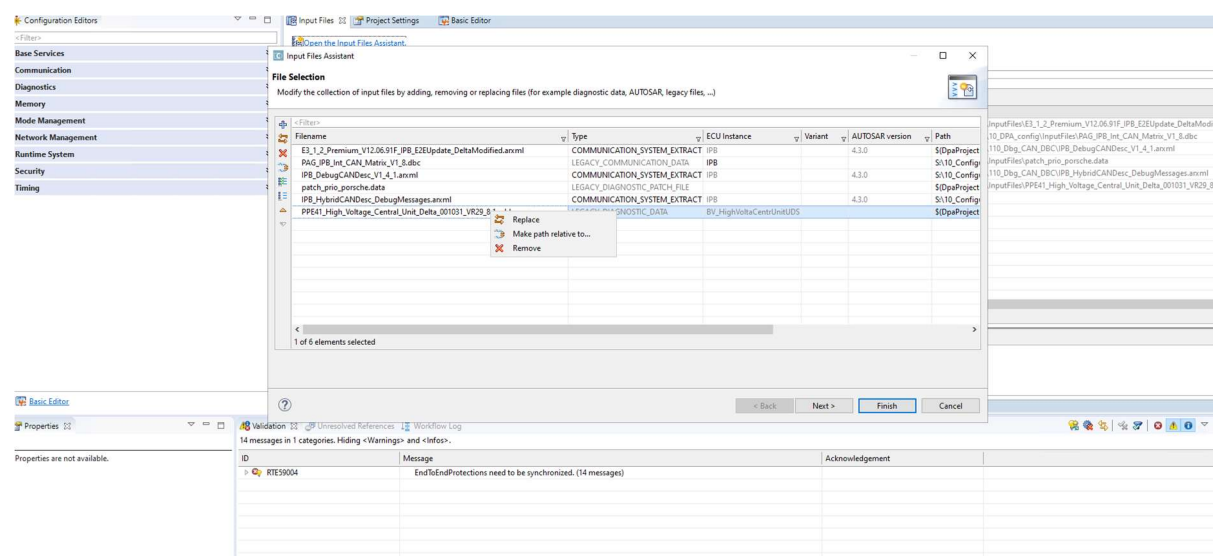 Configuration Editors
Input Files Project Settings Basic Editor
<Filter>
Open the Input Files Assistant.
Base Services
Communication
Diagnostics
Memory
Mode Management
Network Management
Runtime System
Security
Timing
Input Files Assistant
File Selection
Modify the collection of input files by adding, removing or replacing files (for example diagnostic data, AUTOSAR, legacy files, ...)
<Filter>
Filename Type ECU Instance Variant AUTOSAR version Path
E3_1_2_Premium_V12.06.91F_IPB_E2EUpdate_DeltaModified.arxml COMMUNICATION_SYSTEM_EXTRACT IPB 4.3.0 $(DpaProject
PAG_IPB_Int_CAN_Matrix_V1_8.dbc LEGACY_COMMUNICATION_DATA IPB S:\10_Config
IPB_DebugCANDesc_V1_4_1.arxml COMMUNICATION_SYSTEM_EXTRACT IPB 4.3.0 S:\10_Config
patch_prio_porsche.data LEGACY_DIAGNOSTIC_PATCH_FILE $(DpaProject
IPB_HybridCANDesc_DebugMessages.arxml COMMUNICATION_SYSTEM_EXTRACT IPB 4.3.0 S:\10_Config
PPE41_High_Voltage_Central_Unit_Delta_001031_VR29_8 LEGACY_DIAGNOSTIC_DATA BV_HighVoltaCentrUnitUDS $(DpaProject
Replace
Make path relative to...
Remove
1 of 6 elements selected
< Back Next > Finish Cancel
InputFiles\E3_1_2_Premium_V12.06.91F_IPB_E2EUpdate_DeltaModi
10_DPA_config\InputFiles\PAG_IPB_Int_CAN_Matrix_V1_8.dbc
110_Dbg_CAN_DBC\IPB_DebugCANDesc_V1_4_1.arxml
InputFiles\patch_prio_porsche.data
110_Dbg_CAN_DBC\IPB_HybridCANDesc_DebugMessages.arxml
InputFiles\PPE41_High_Voltage_Central_Unit_Delta_001031_VR29_8
Basic Editor
Properties
Properties are not available.
Validation Unresolved References Workflow Log
14 messages in 1 categories. Hiding <Warnings> and <Infos>.
ID Message Acknowledgement
RTE59004 EndToEndProtections need to be synchronized. (14 messages)